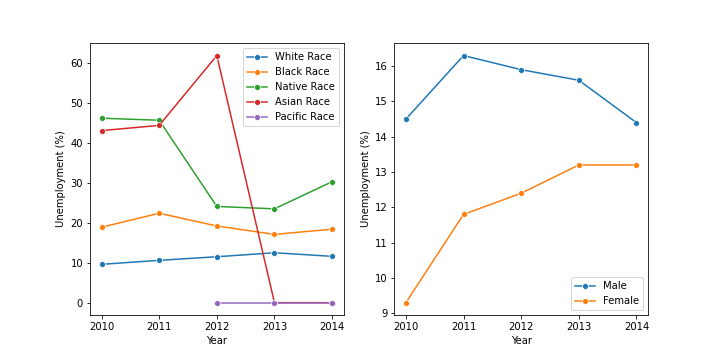 60
50
40
30
20
10
0
Unemployment (%)
2010 2011 2012 2013 2014
Year
White Race
Black Race
Native Race
Asian Race
Pacific Race
16
15
14
13
12
11
10
9
Unemployment (%)
2010 2011 2012 2013 2014
Year
Male
Female